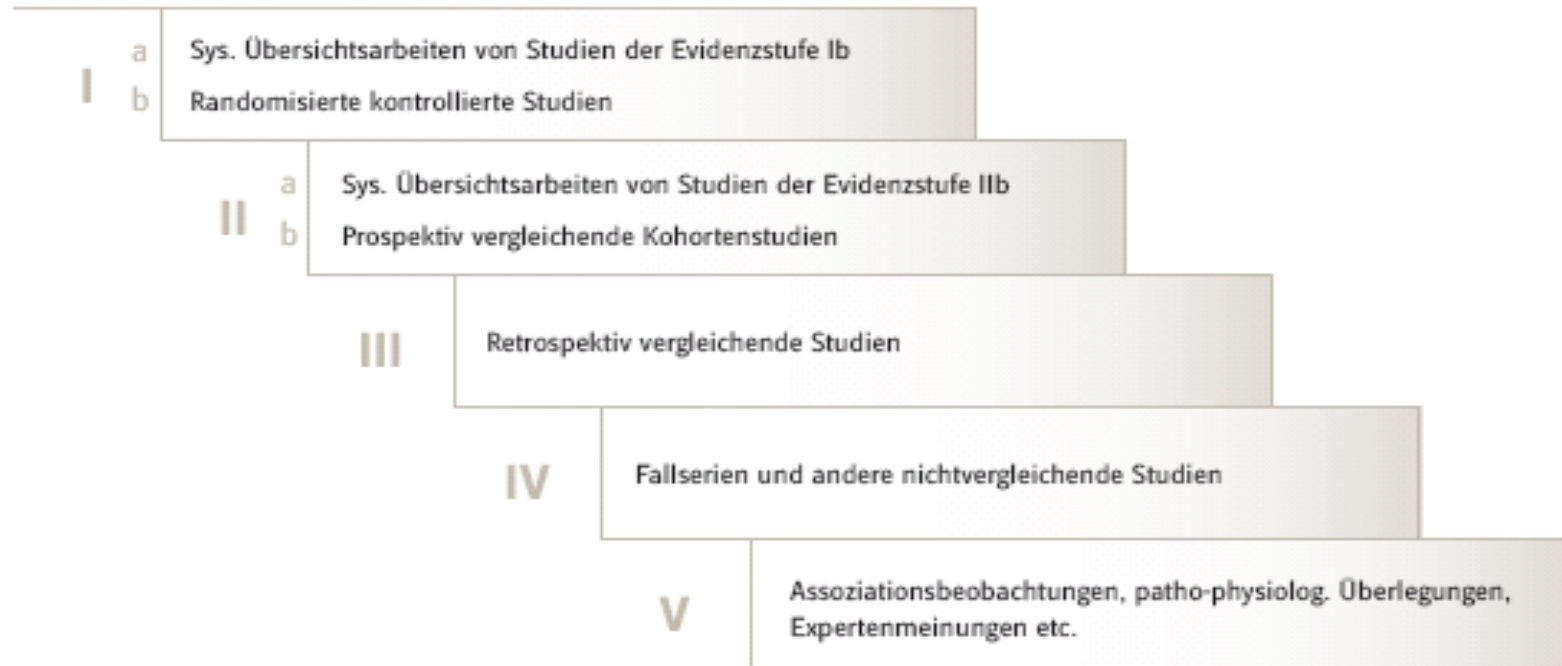 I
a Sys. Übersichtsarbeiten von Studien der Evidenzstufe Ib
b Randomisierte kontrollierte Studien
II
a Sys. Übersichtsarbeiten von Studien der Evidenzstufe IIb
b Prospektiv vergleichende Kohortenstudien
III Retrospektiv vergleichende Studien
IV Fallserien und andere nichtvergleichende Studien
V
Assoziationsbeobachtungen, patho-physiolog. Überlegungen,
Expertenmeinungen etc.